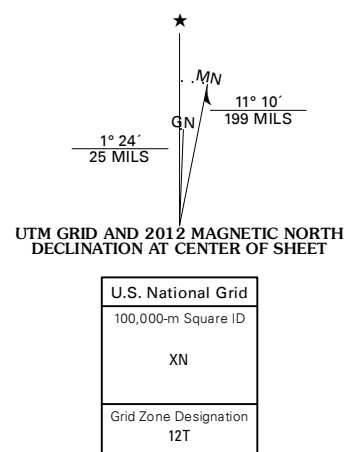 ★
MN
11° 10´
199 MILS
GN
1° 24´
25 MILS
UTM GRID AND 2012 MAGNETIC NORTH
DECLINATION AT CENTER OF SHEET
U.S. National Grid
100,000-m Square ID
XN
Grid Zone Designation
12T